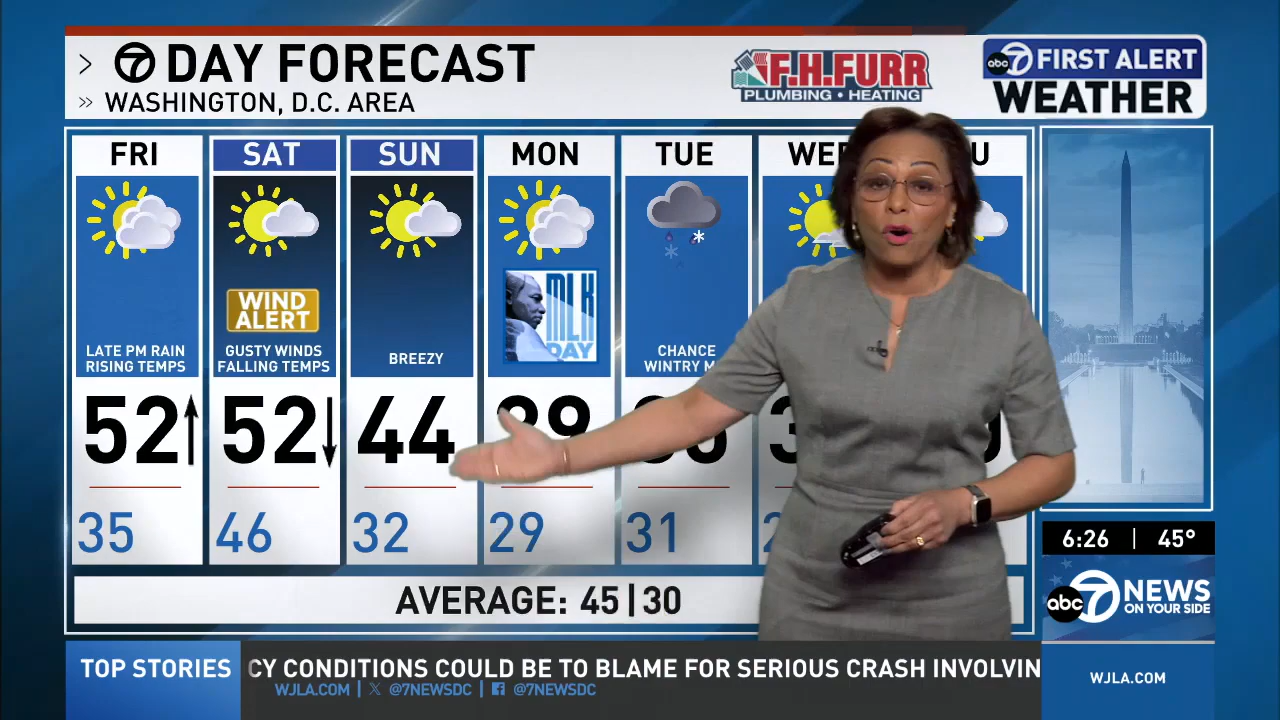 7 DAY FORECAST
WASHINGTON, D.C. AREA
F.H. FURR
PLUMBING • HEATING
abc 7 FIRST ALERT
WEATHER
FRI SAT SUN MON TUE
WIND
ALERT
MLK
DAY
LATE PM RAIN
RISING TEMPS
GUSTY WINDS
FALLING TEMPS
BREEZY
CHANCE
WINTRY
52 52 44
35 46 32 29 31
AVERAGE: 45|30
6:26 | 45°
abc 7 NEWS
ON YOUR SIDE
TOP STORIES
CY CONDITIONS COULD BE TO BLAME FOR SERIOUS CRASH INVOLVIN
WJLA.COM | X @7NEWSDC | f @7NEWSDC
WJLA.COM